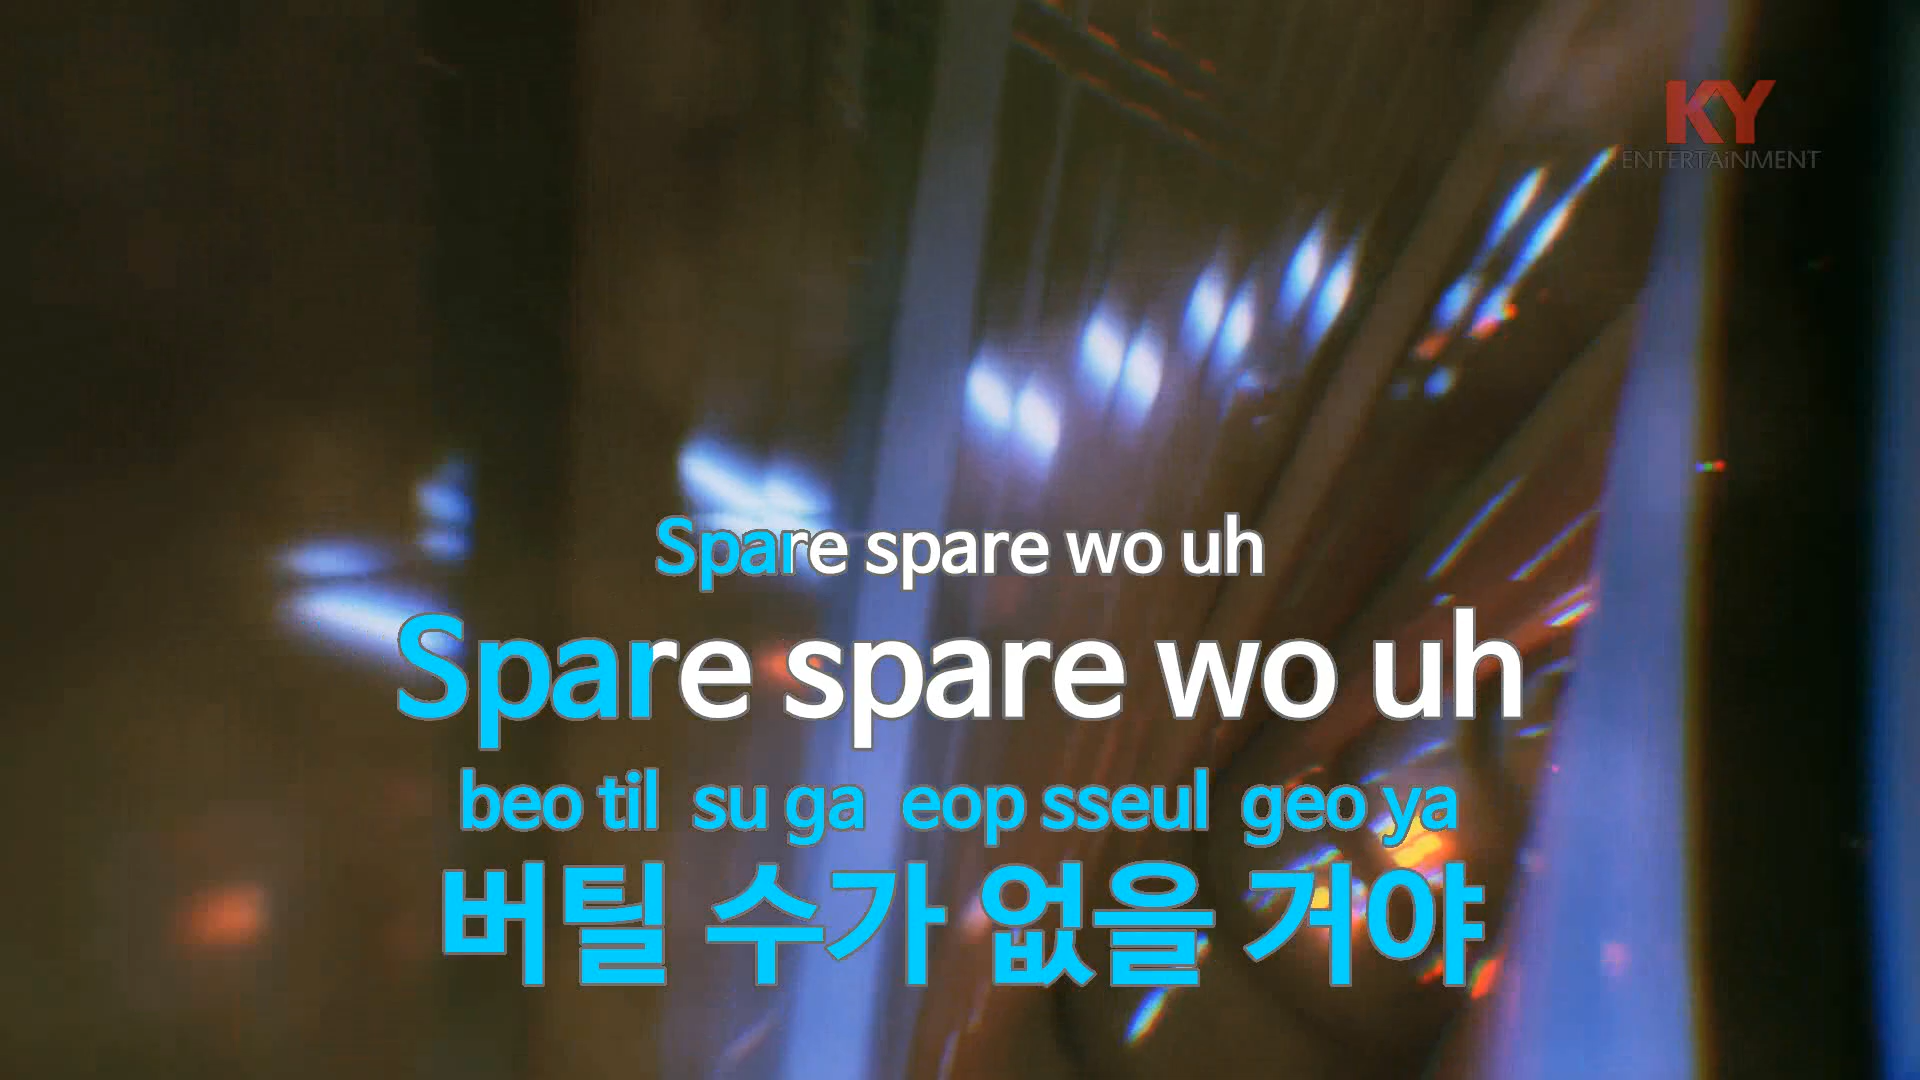 KY
ENTERTAiNMENT
Spare spare wo uh
Spare spare wo uh
beo til su ga eop sseul geo ya
버틸 수가 없을 거야